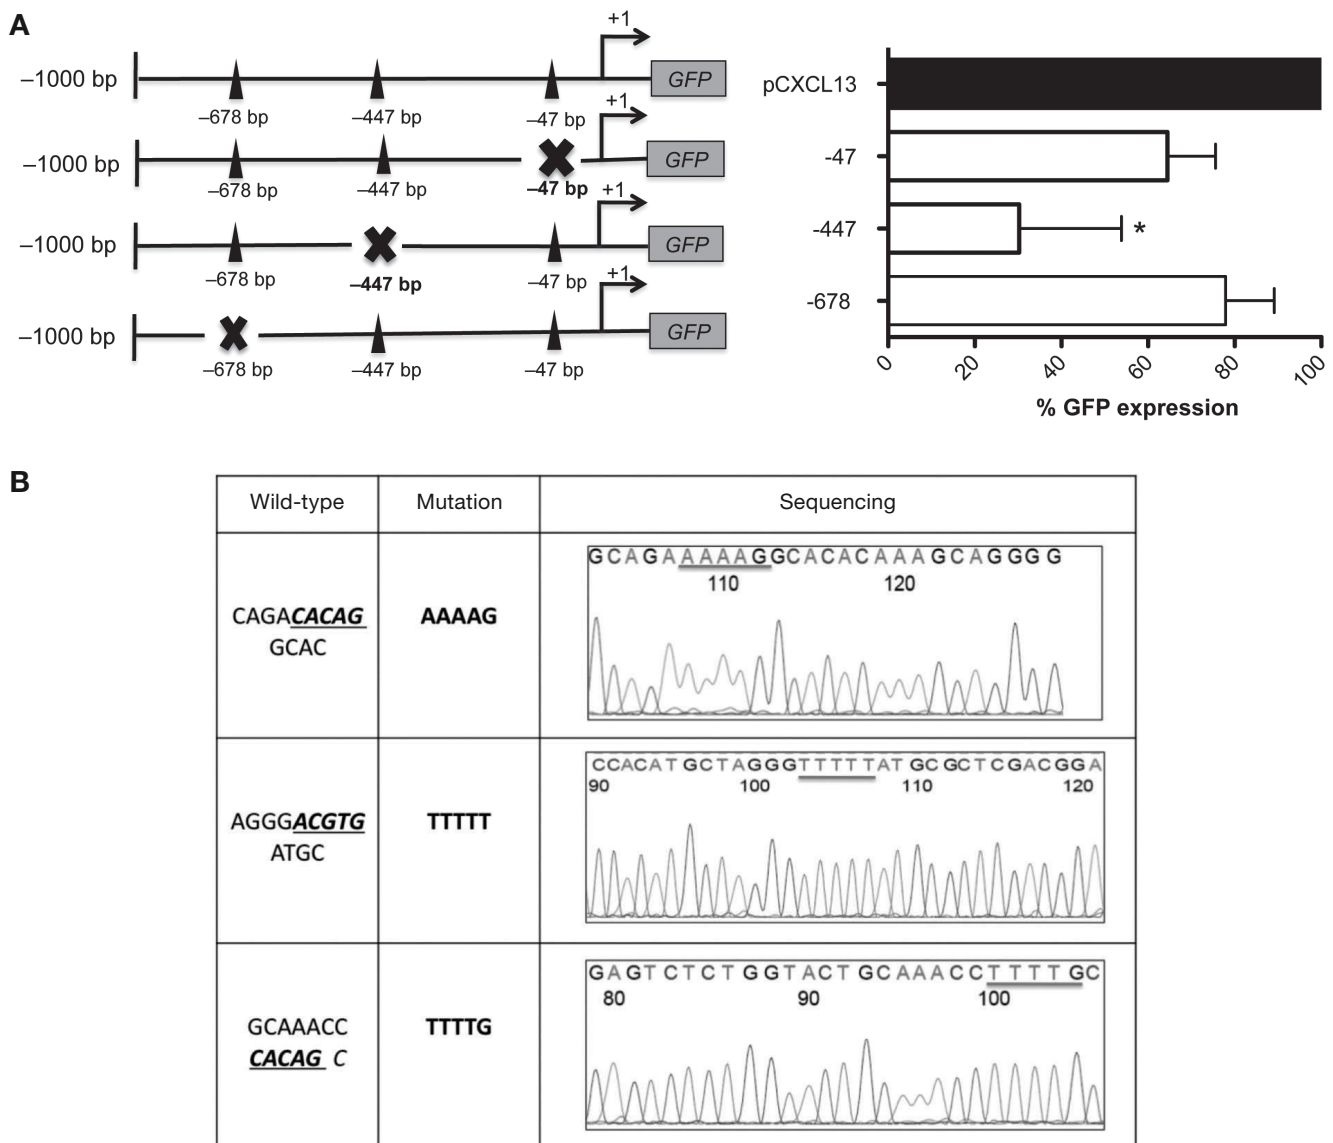 A
+1
–1000 bp
GFP
–678 bp
–447 bp
–47 bp
+1
–1000 bp
GFP
–678 bp
–447 bp
–47 bp
+1
–1000 bp
GFP
–678 bp
–447 bp
–47 bp
+1
–1000 bp
GFP
–678 bp
–447 bp
–47 bp
pCXCL13
-47
-447
*
-678
0
20
40
60
80
100
% GFP expression
B
Wild-type
Mutation
Sequencing
CAGACACAG
GCAC
AAAAG
GCAGAAAAAGGCACACAAAGCAGGGG
110
120
AGGGACGTG
ATGC
TTTTT
CCACATGCTAGGGTTTTTATGCGCTCGACGGA
90
100
110
120
GCAAACC
CACAG C
TTTTG
GAGTCTCTGGTACTGCAAACCTTTTGC
80
90
100